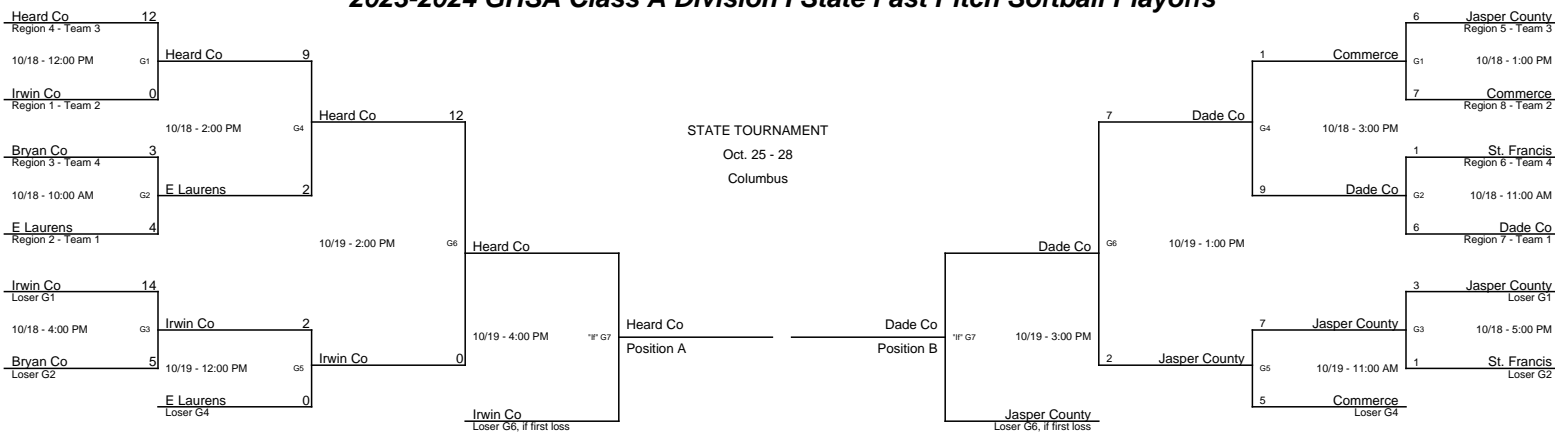 2023-2024 GHSA Class A Division I State Fast Pitch Softball Playoffs
Heard Co 12
Region 4 - Team 3
10/18 - 12:00 PM G1
Heard Co 9
Irwin Co 0
Region 1 - Team 2
10/18 - 2:00 PM G4
Heard Co 12
Bryan Co 3
Region 3 - Team 4
10/18 - 10:00 AM G2
E Laurens 2
E Laurens 4
Region 2 - Team 1
10/19 - 2:00 PM G6
Heard Co
Irwin Co 14
Loser G1
10/18 - 4:00 PM G3
Irwin Co 2
Bryan Co 5
Loser G2
10/19 - 12:00 PM G5
Irwin Co 0
E Laurens 0
Loser G4
10/19 - 4:00 PM "If" G7
Heard Co
Position A
Irwin Co
Loser G6, if first loss
STATE TOURNAMENT
Oct. 25 - 28
Columbus
6 Jasper County
Region 5 - Team 3
1 Commerce
G1 10/18 - 1:00 PM
7 Commerce
Region 8 - Team 2
7 Dade Co
G4 10/18 - 3:00 PM
1 St. Francis
Region 6 - Team 4
9 Dade Co
G2 10/18 - 11:00 AM
6 Dade Co
Region 7 - Team 1
Dade Co
G6 10/19 - 1:00 PM
3 Jasper County
Loser G1
7 Jasper County
G3 10/18 - 5:00 PM
1 St. Francis
Loser G2
2 Jasper County
G5 10/19 - 11:00 AM
5 Commerce
Loser G4
Dade Co
Position B
"If" G7 10/19 - 3:00 PM
Jasper County
Loser G6, if first loss